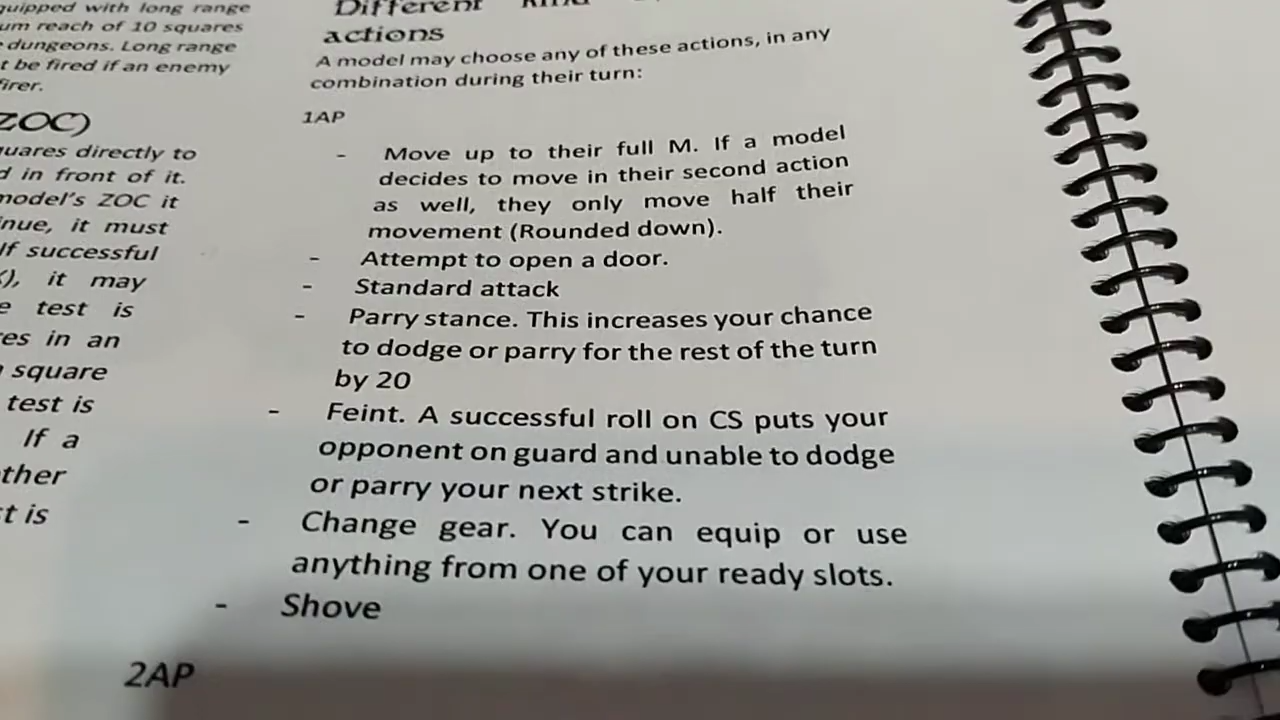 quipped with long range
um reach of 10 squares
dungeons. Long range
t be fired if an enemy
firer.
ZOC)
uares directly to
d in front of it.
model's ZOC it
nue, it must
If successful
), it may
e test is
res in an
square
test is
If a
other
t is
Different
actions
A model may choose any of these actions, in any
combination during their turn:
1AP
- Move up to their full M. If a model
decides to move in their second action
as well, they only move half their
movement (Rounded down).
- Attempt to open a door.
- Standard attack
- Parry stance. This increases your chance
to dodge or parry for the rest of the turn
by 20
- Feint. A successful roll on CS puts your
opponent on guard and unable to dodge
or parry your next strike.
- Change gear. You can equip or use
anything from one of your ready slots.
- Shove
2AP